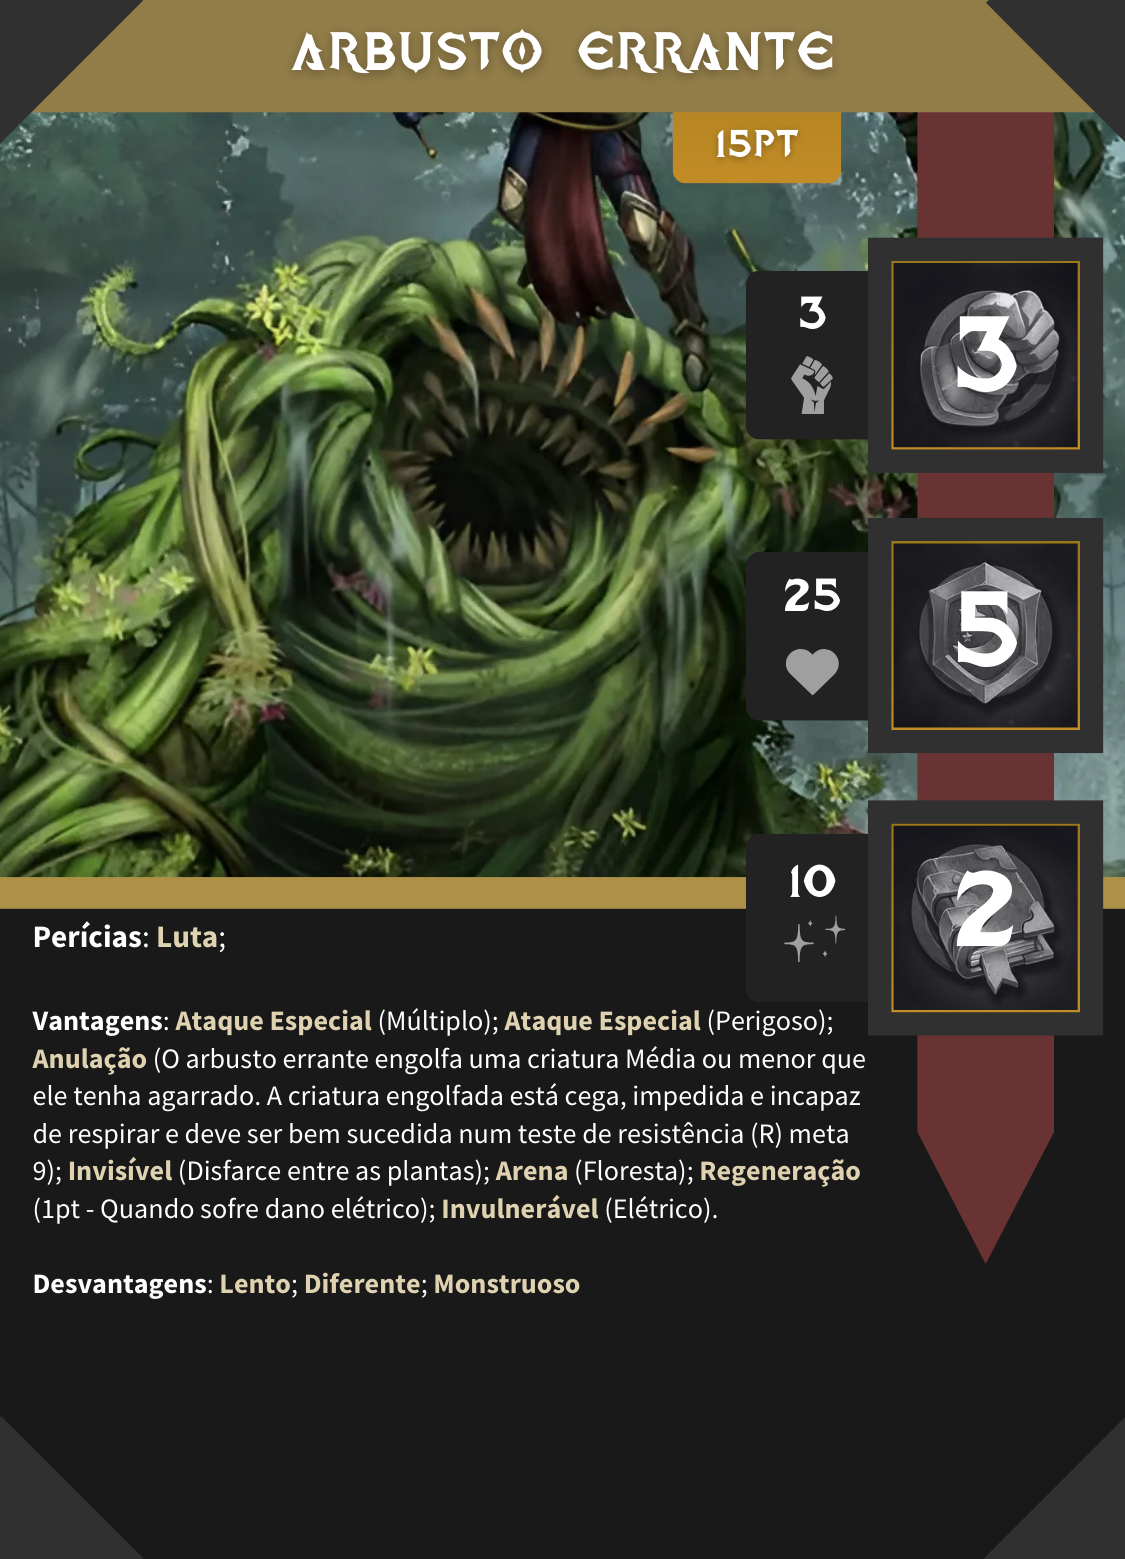 ARBUSTO ERRANTE
15PT
3
3
25
5
10
2
Perícias: Luta;
Vantagens: Ataque Especial (Múltiplo); Ataque Especial (Perigoso);
Anulação (O arbusto errante engolfa uma criatura Média ou menor que
ele tenha agarrado. A criatura engolfada está cega, impedida e incapaz
de respirar e deve ser bem sucedida num teste de resistência (R) meta
9); Invisível (Disfarce entre as plantas); Arena (Floresta); Regeneração
(1pt - Quando sofre dano elétrico); Invulnerável (Elétrico).
Desvantagens: Lento; Diferente; Monstruoso